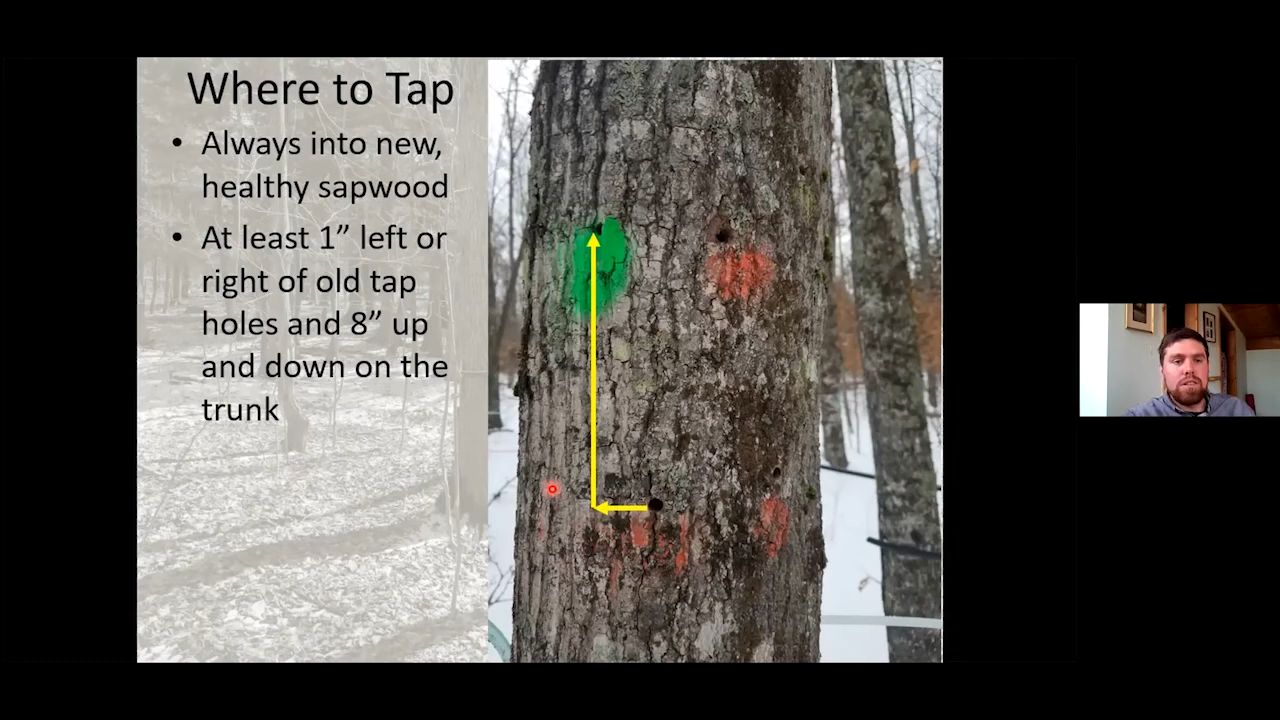 Where to Tap
• Always into new,
healthy sapwood
• At least 1” left or
right of old tap
holes and 8” up
and down on the
trunk